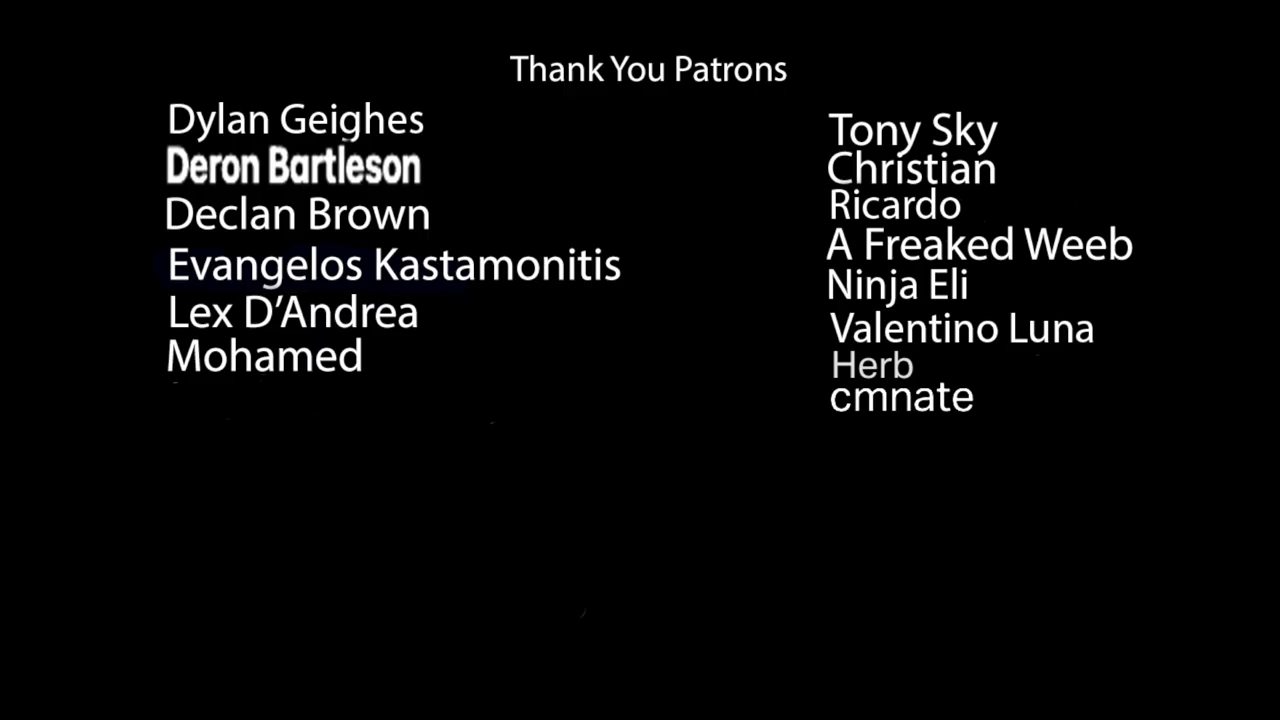 Thank You Patrons
Dylan Geighes
Deron Bartleson
Declan Brown
Evangelos Kastamonitis
Lex D’Andrea
Mohamed
Tony Sky
Christian
Ricardo
A Freaked Weeb
Ninja Eli
Valentino Luna
Herb
cmnate